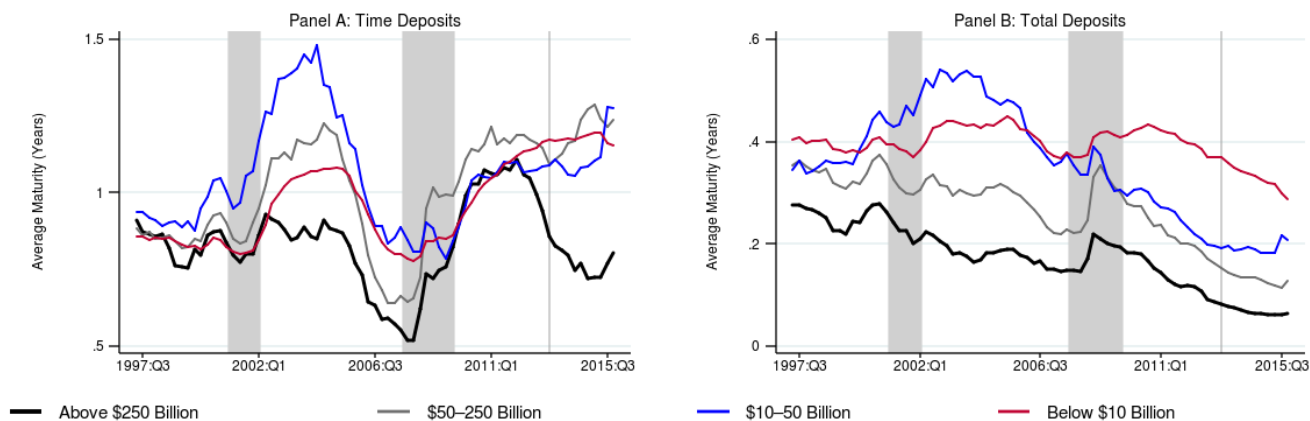 Panel A: Time Deposits
Average Maturity (Years)
1.5
1
.5
1997:Q3 2002:Q1 2006:Q3 2011:Q1 2015:Q3
Panel B: Total Deposits
Average Maturity (Years)
.6
.4
.2
0
1997:Q3 2002:Q1 2006:Q3 2011:Q1 2015:Q3
Above $250 Billion $50–250 Billion $10–50 Billion Below $10 Billion